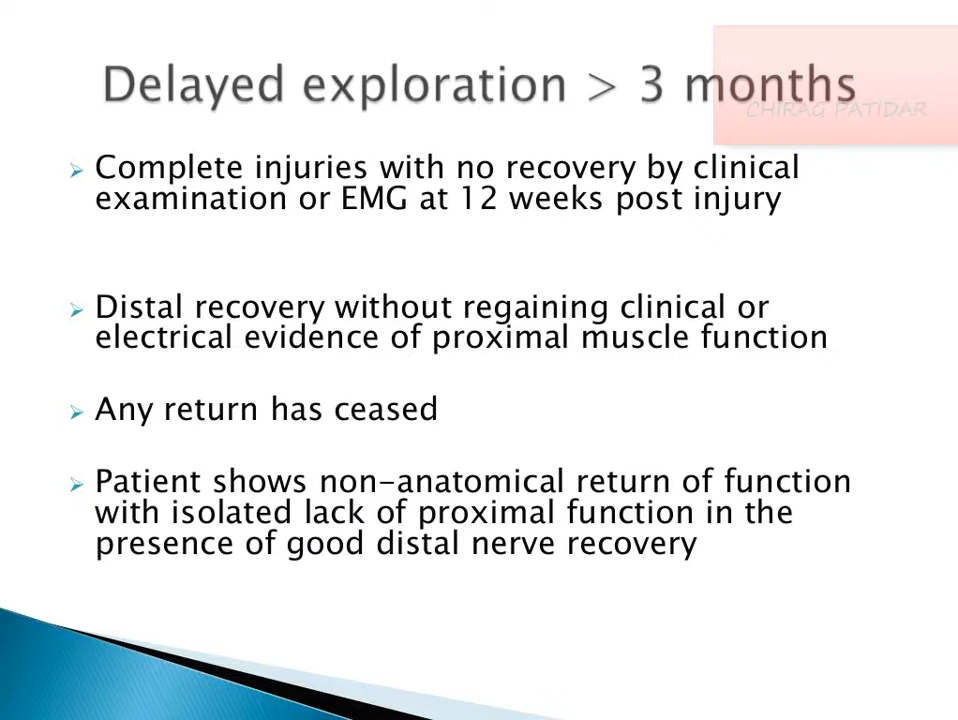 Delayed exploration > 3 months
CHIRAG PATIDAR
Complete injuries with no recovery by clinical
examination or EMG at 12 weeks post injury
Distal recovery without regaining clinical or
electrical evidence of proximal muscle function
Any return has ceased
Patient shows non-anatomical return of function
with isolated lack of proximal function in the
presence of good distal nerve recovery